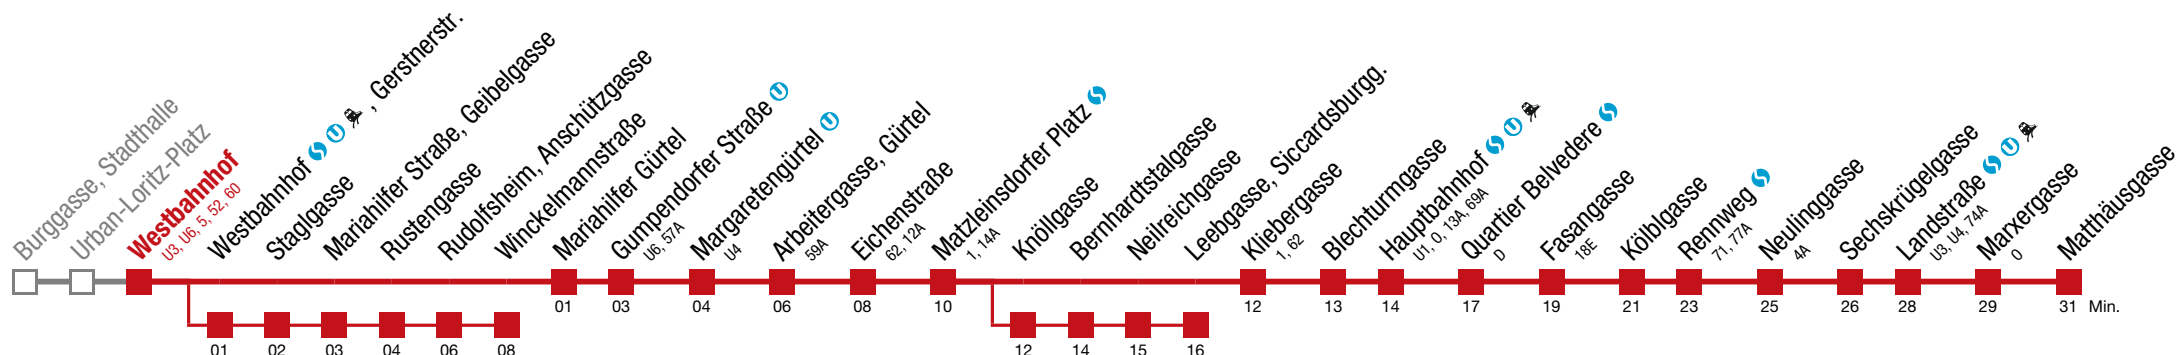 Burggasse, Stadthalle
Urban-Loritz-Platz
Westbahnhof
U3, U6, 5, 52, 60
Westbahnhof S U , Gerstnerstr.
Staglgasse
Mariahilfer Straße, Geibelgasse
Rustengasse
Rudolfsheim, Anschützgasse
Winckelmannstraße
Mariahilfer Gürtel
Gumpendorfer Straße U
U6, 57A
Margaretengürtel U
U4
Arbeitergasse, Gürtel
59A
Eichenstraße
62, 12A
Matzleinsdorfer Platz S
1, 14A
Knöllgasse
Bernhardtstalgasse
Neilreichgasse
Leebgasse, Siccardsburgg.
Kliebergasse
1, 62
Blechturmgasse
Hauptbahnhof S U
U1, O, 13A, 69A
Quartier Belvedere S
D
Fasangasse
18E
Kölblgasse
Rennweg S
71, 77A
Neulinggasse
4A
Sechskrügelgasse
Landstraße S U
U3, U4, 74A
Marxergasse
O
Matthäusgasse
01 03 04 06 08 10 12 13 14 17 19 21 23 25 26 28 29 31 Min.
01 02 03 04 06 08 12 14 15 16